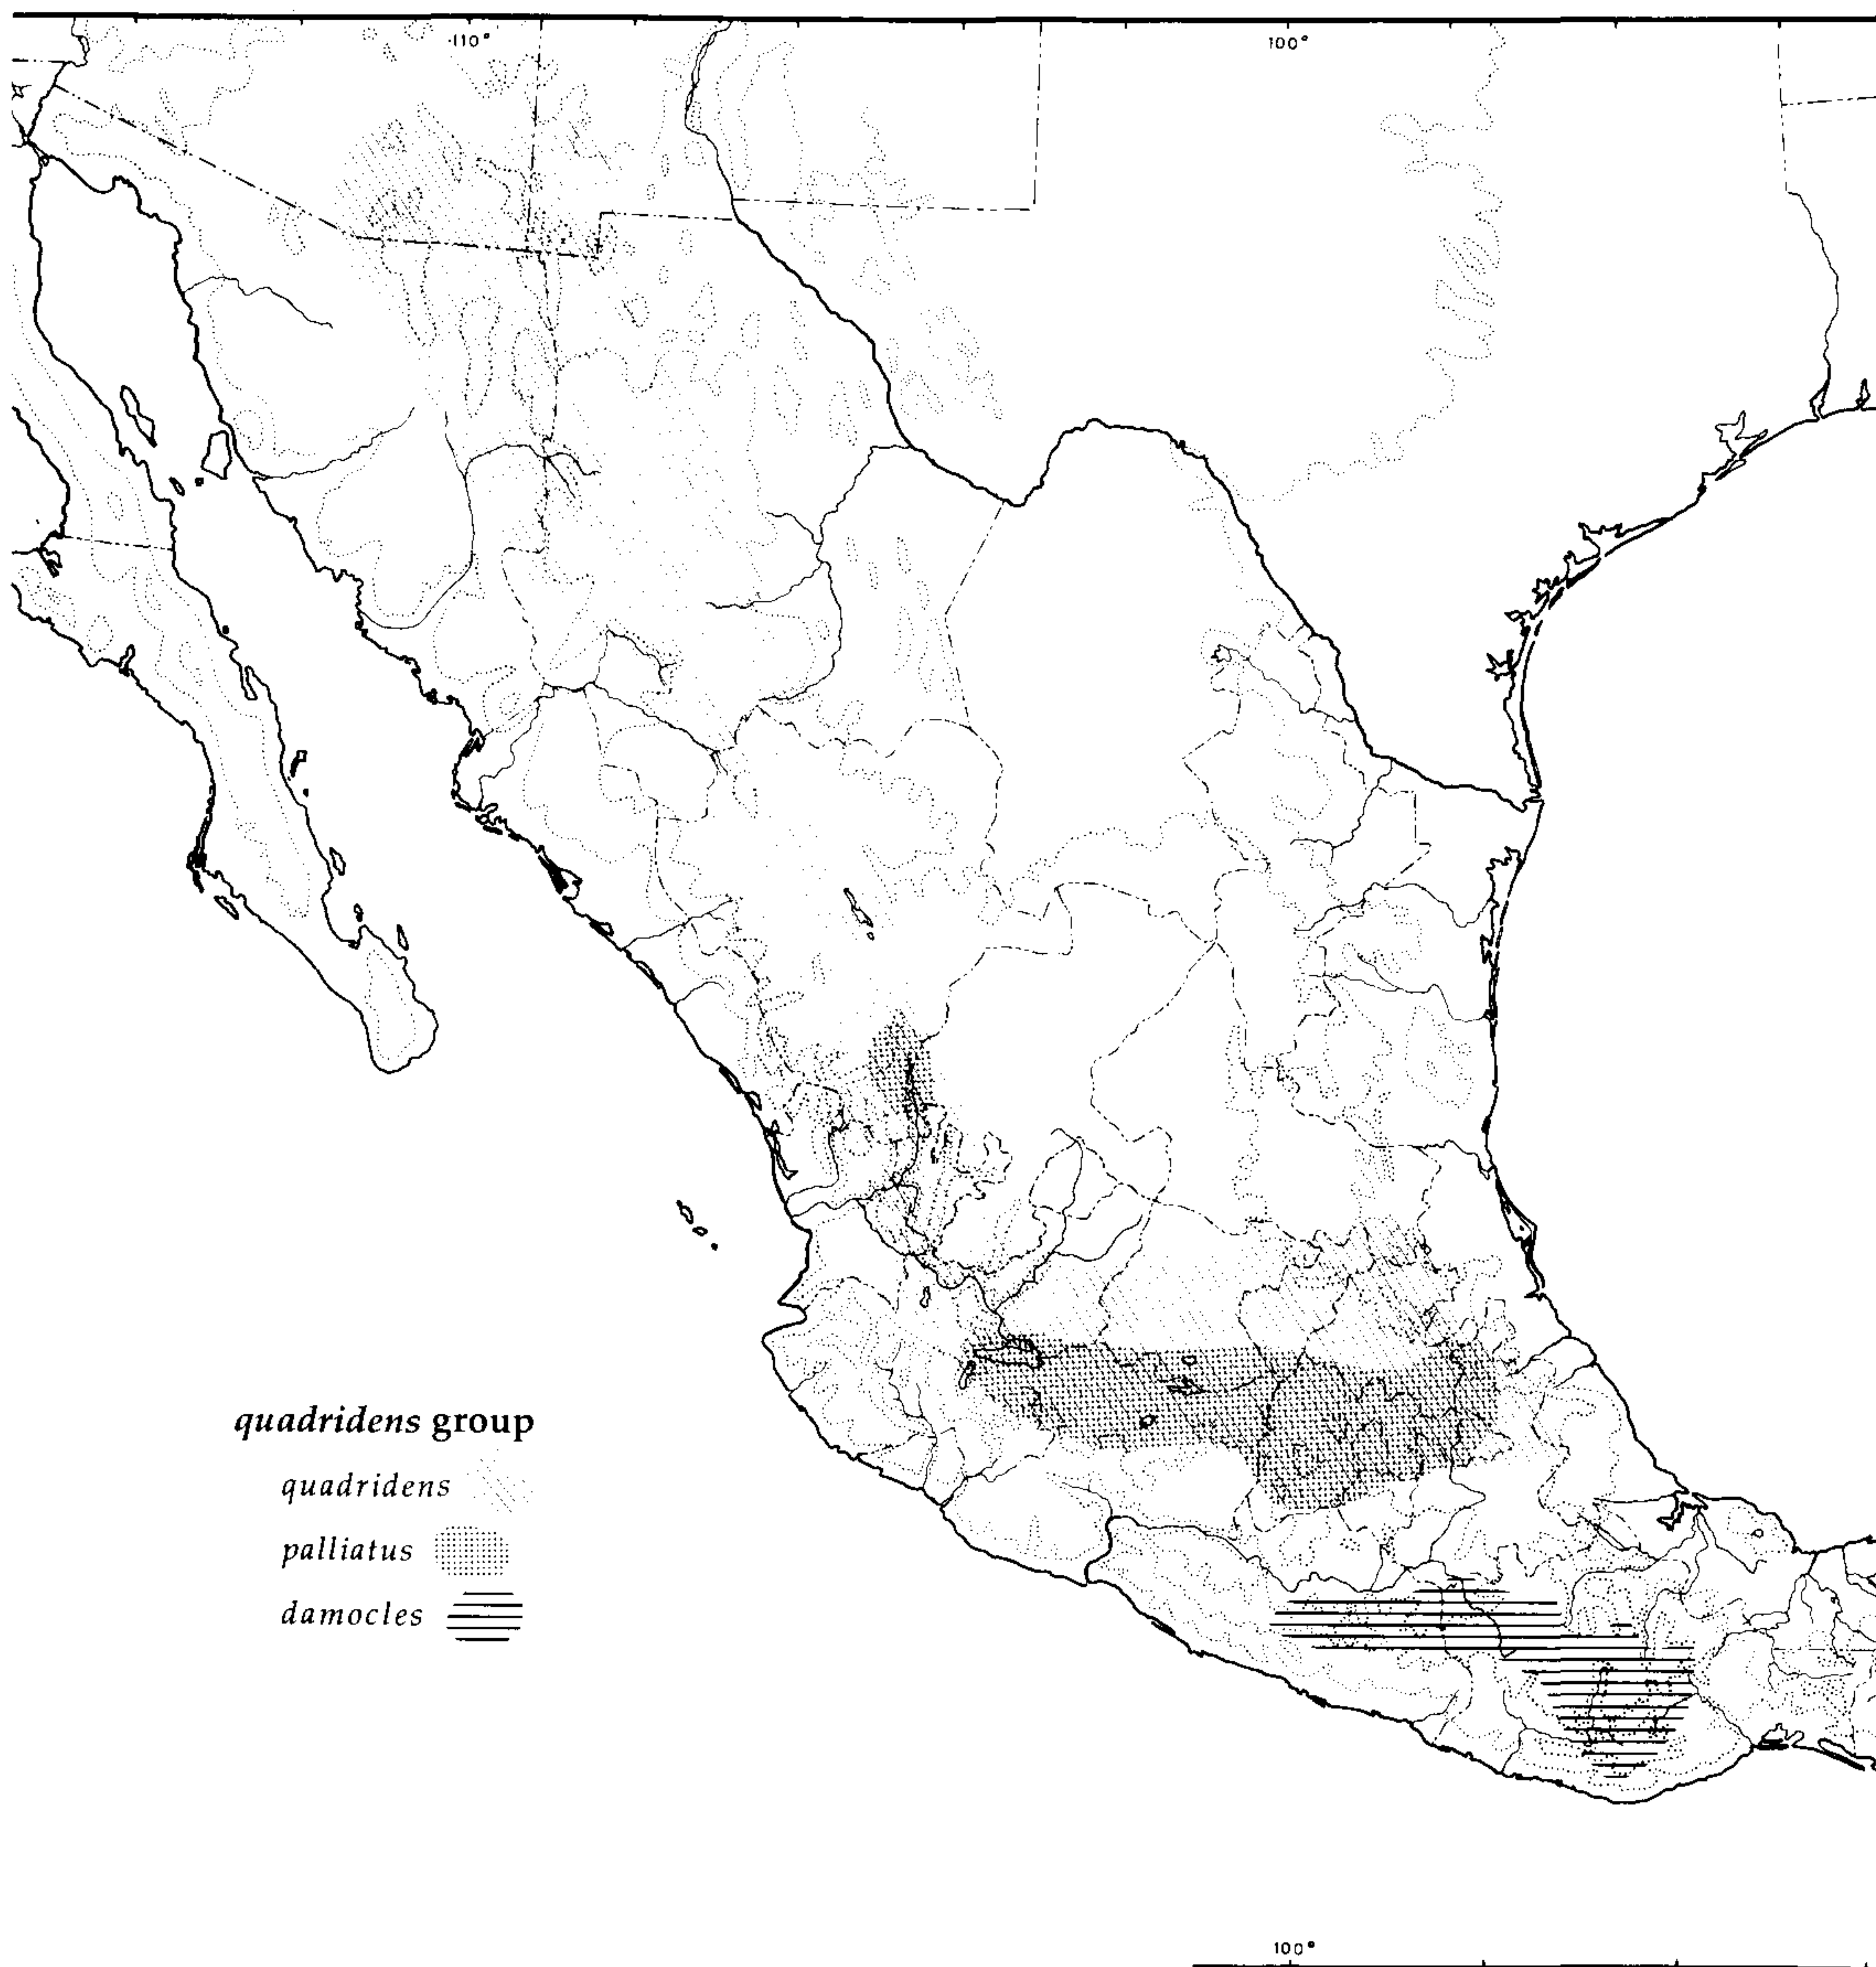 110°
100°
quadridens group
quadridens
palliatus
damocles
100°